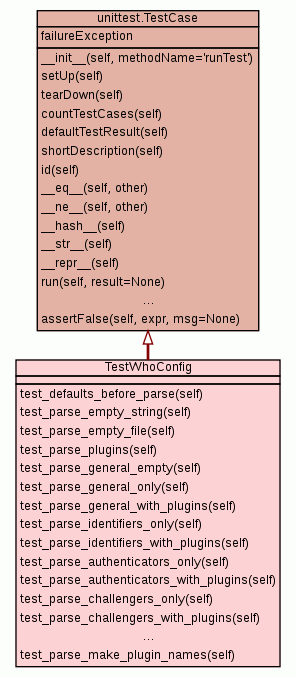 unittest.TestCase
failureException
__init__(self, methodName='runTest')
setUp(self)
tearDown(self)
countTestCases(self)
defaultTestResult(self)
shortDescription(self)
id(self)
__eq__(self, other)
__ne__(self, other)
__hash__(self)
__str__(self)
__repr__(self)
run(self, result=None)
...
assertFalse(self, expr, msg=None)
TestWhoConfig
test_defaults_before_parse(self)
test_parse_empty_string(self)
test_parse_empty_file(self)
test_parse_plugins(self)
test_parse_general_empty(self)
test_parse_general_only(self)
test_parse_general_with_plugins(self)
test_parse_identifiers_only(self)
test_parse_identifiers_with_plugins(self)
test_parse_authenticators_only(self)
test_parse_authenticators_with_plugins(self)
test_parse_challengers_only(self)
test_parse_challengers_with_plugins(self)
...
test_parse_make_plugin_names(self)